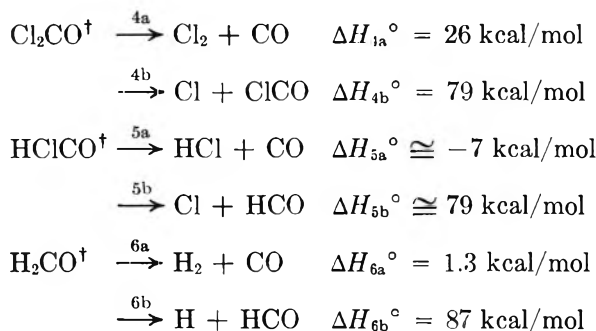 Cl₂CO† —4a→ Cl₂ + CO ΔH₄ₐ° = 26 kcal/mol
—4b→ Cl + ClCO ΔH₄b° = 79 kcal/mol
HClCO† —5a→ HCl + CO ΔH₅ₐ° ≅ −7 kcal/mol
—5b→ Cl + HCO ΔH₅b° ≅ 79 kcal/mol
H₂CO† —6a→ H₂ + CO ΔH₆ₐ° = 1.3 kcal/mol
—6b→ H + HCO ΔH₆b° = 87 kcal/mol